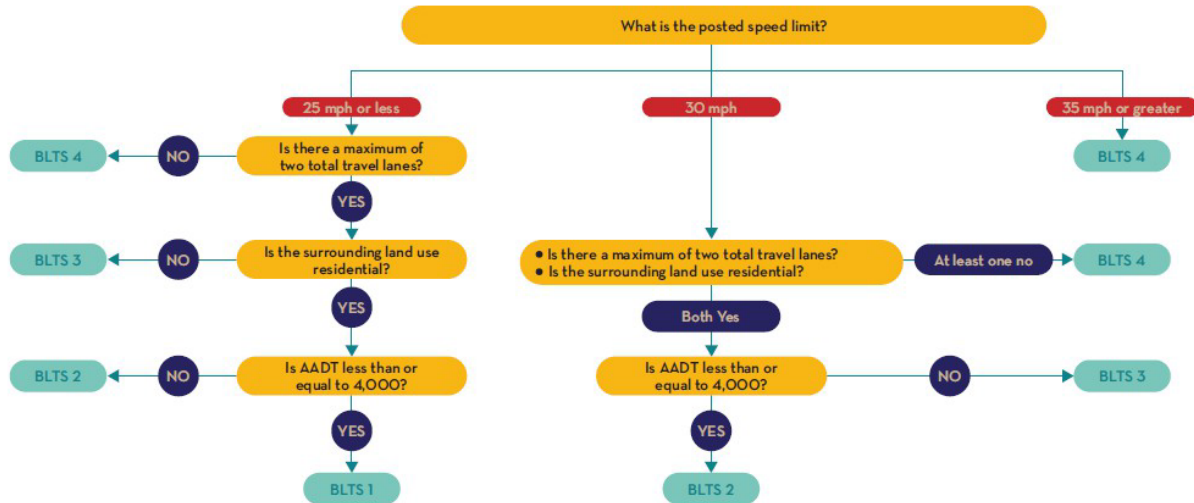 What is the posted speed limit?
25 mph or less
30 mph
35 mph or greater
BLTS 4
NO
Is there a maximum of
two total travel lanes?
BLTS 4
YES
BLTS 3
NO
Is the surrounding land use
residential?
● Is there a maximum of two total travel lanes?
● Is the surrounding land use residential?
At least one no
BLTS 4
YES
Both Yes
BLTS 2
NO
Is AADT less than or
equal to 4,000?
Is AADT less than or
equal to 4,000?
NO
BLTS 3
YES
YES
BLTS 1
BLTS 2